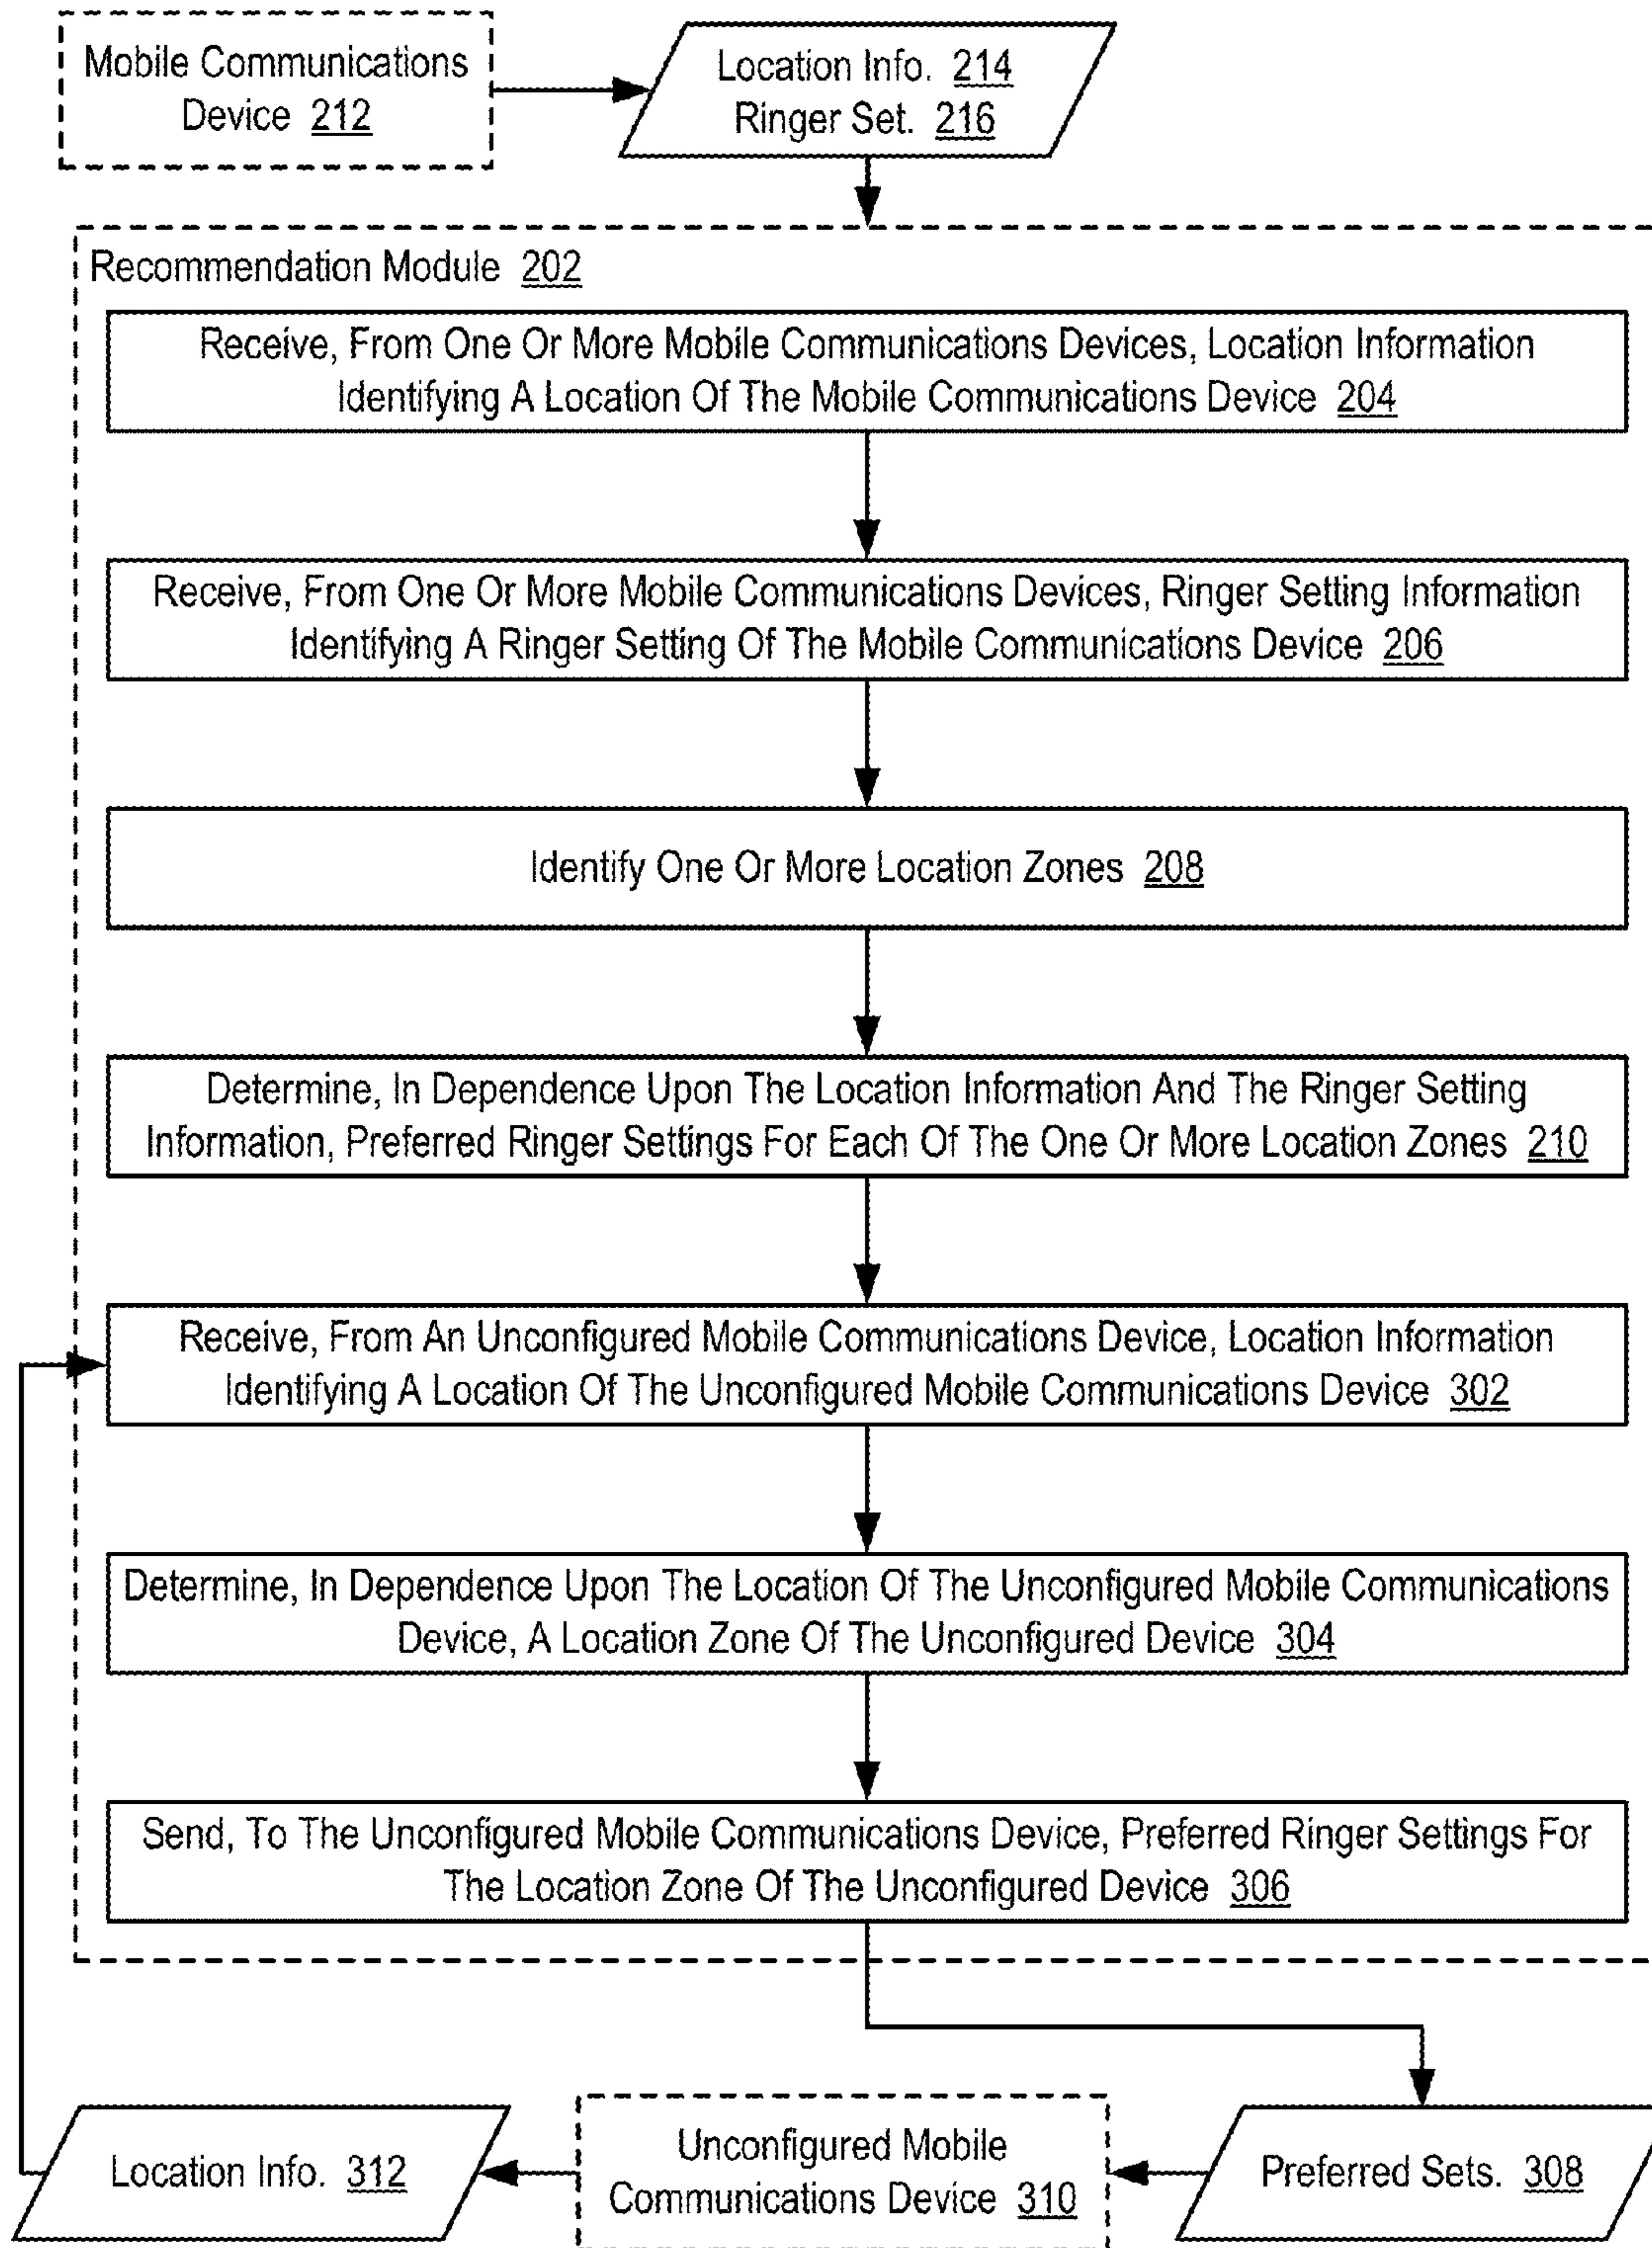 Mobile Communications
Device 212
Location Info. 214
Ringer Set. 216
Recommendation Module 202
Receive, From One Or More Mobile Communications Devices, Location Information
Identifying A Location Of The Mobile Communications Device 204
Receive, From One Or More Mobile Communications Devices, Ringer Setting Information
Identifying A Ringer Setting Of The Mobile Communications Device 206
Identify One Or More Location Zones 208
Determine, In Dependence Upon The Location Information And The Ringer Setting
Information, Preferred Ringer Settings For Each Of The One Or More Location Zones 210
Receive, From An Unconfigured Mobile Communications Device, Location Information
Identifying A Location Of The Unconfigured Mobile Communications Device 302
Determine, In Dependence Upon The Location Of The Unconfigured Mobile Communications
Device, A Location Zone Of The Unconfigured Device 304
Send, To The Unconfigured Mobile Communications Device, Preferred Ringer Settings For
The Location Zone Of The Unconfigured Device 306
Location Info. 312
Unconfigured Mobile
Communications Device 310
Preferred Sets. 308